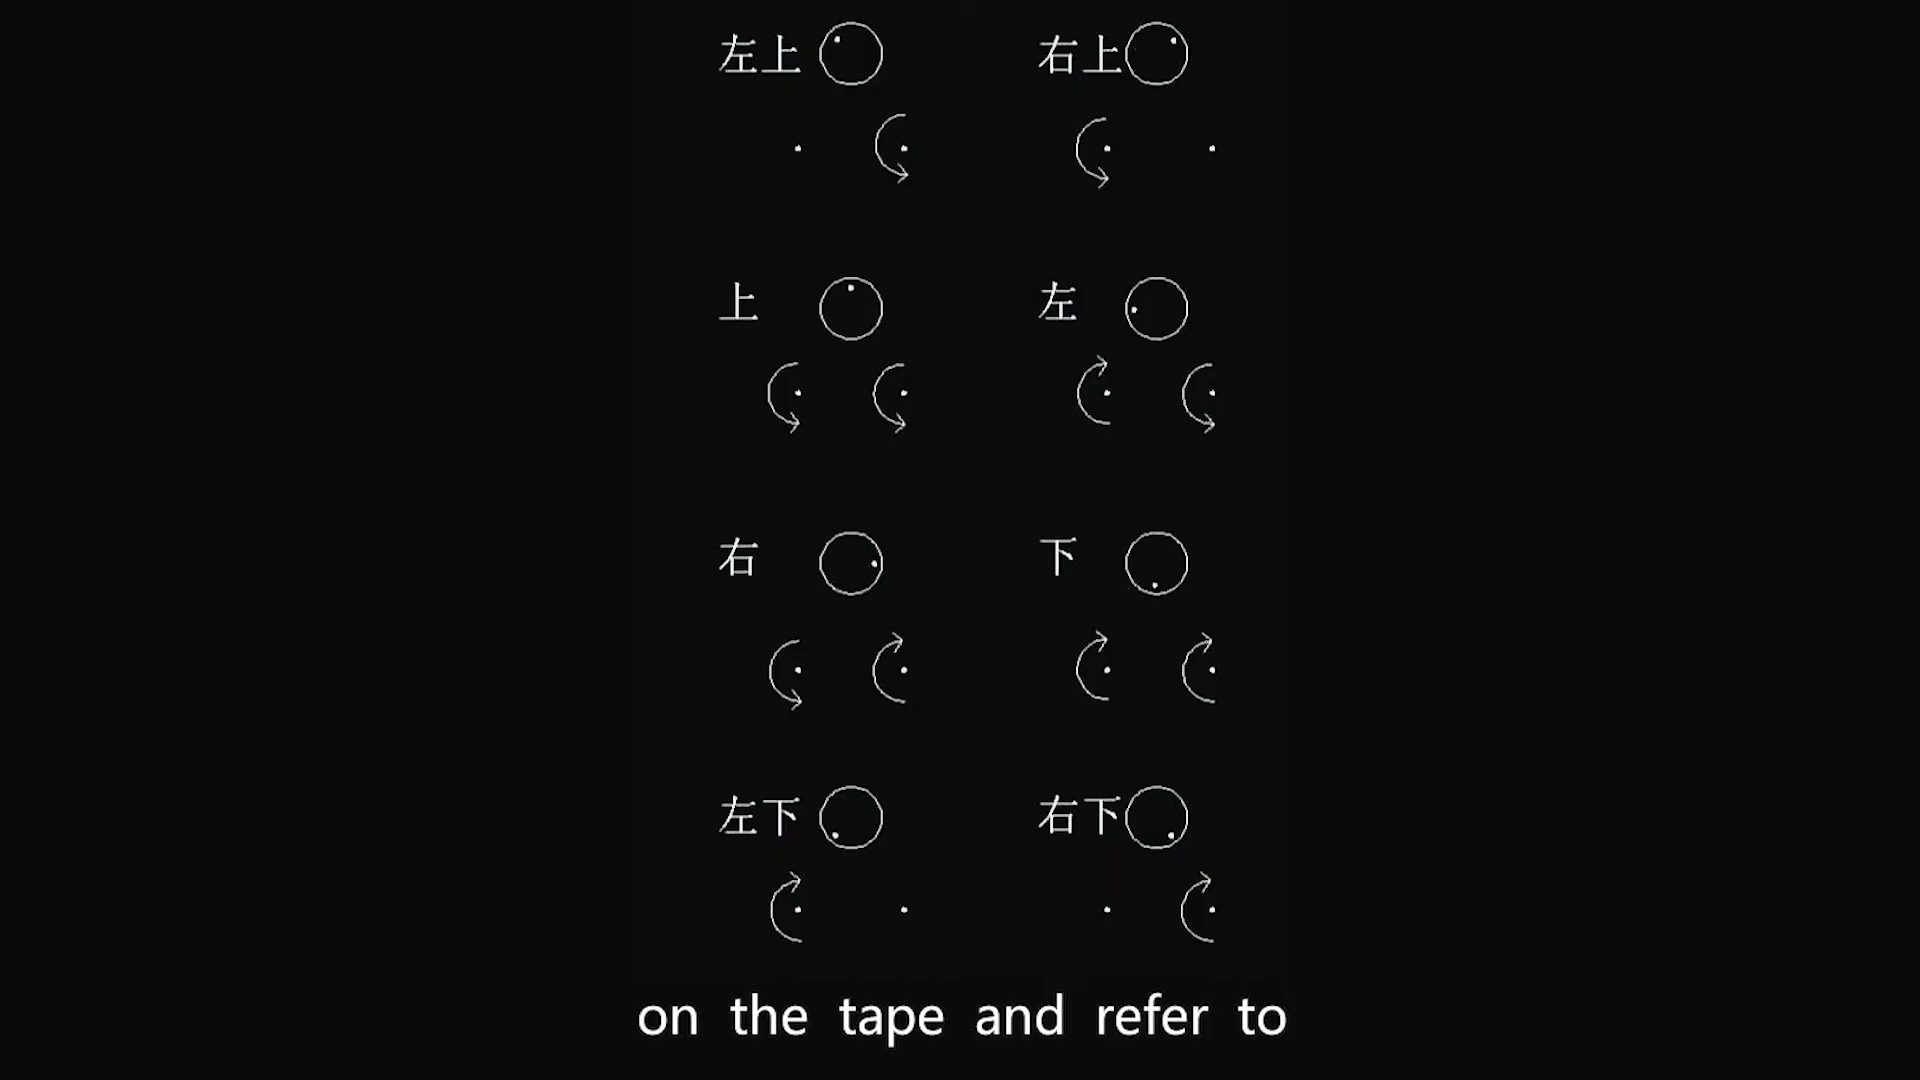 左上 右上
上 左
右 下
左下 右下
on the tape and refer to